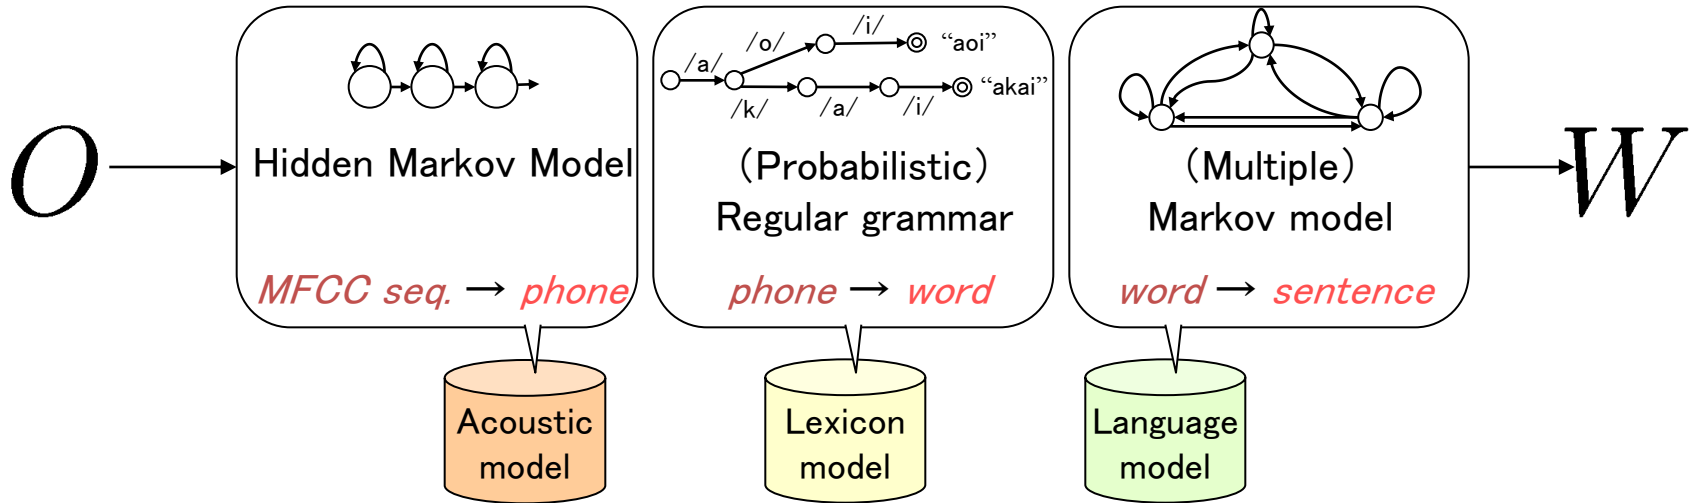 O
Hidden Markov Model
MFCC seq. → phone
/a/
/o/
/i/
“aoi”
/k/
/a/
/i/
“akai”
(Probabilistic)
Regular grammar
phone → word
(Multiple)
Markov model
word → sentence
W
Acoustic
model
Lexicon
model
Language
model